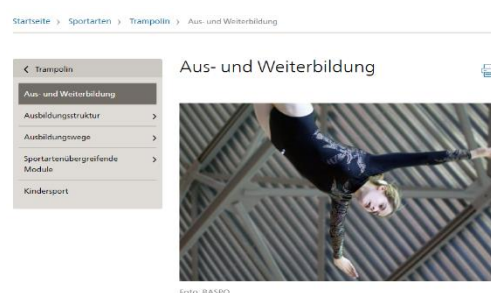 Startseite > Sportarten > Trampolin > Aus- und Weiterbildung
< Trampolin
Aus- und Weiterbildung
Ausbildungsstruktur >
Ausbildungswege >
Sportartenübergreifende >
Module
Kindersport
Aus- und Weiterbildung
Foto: BASPO